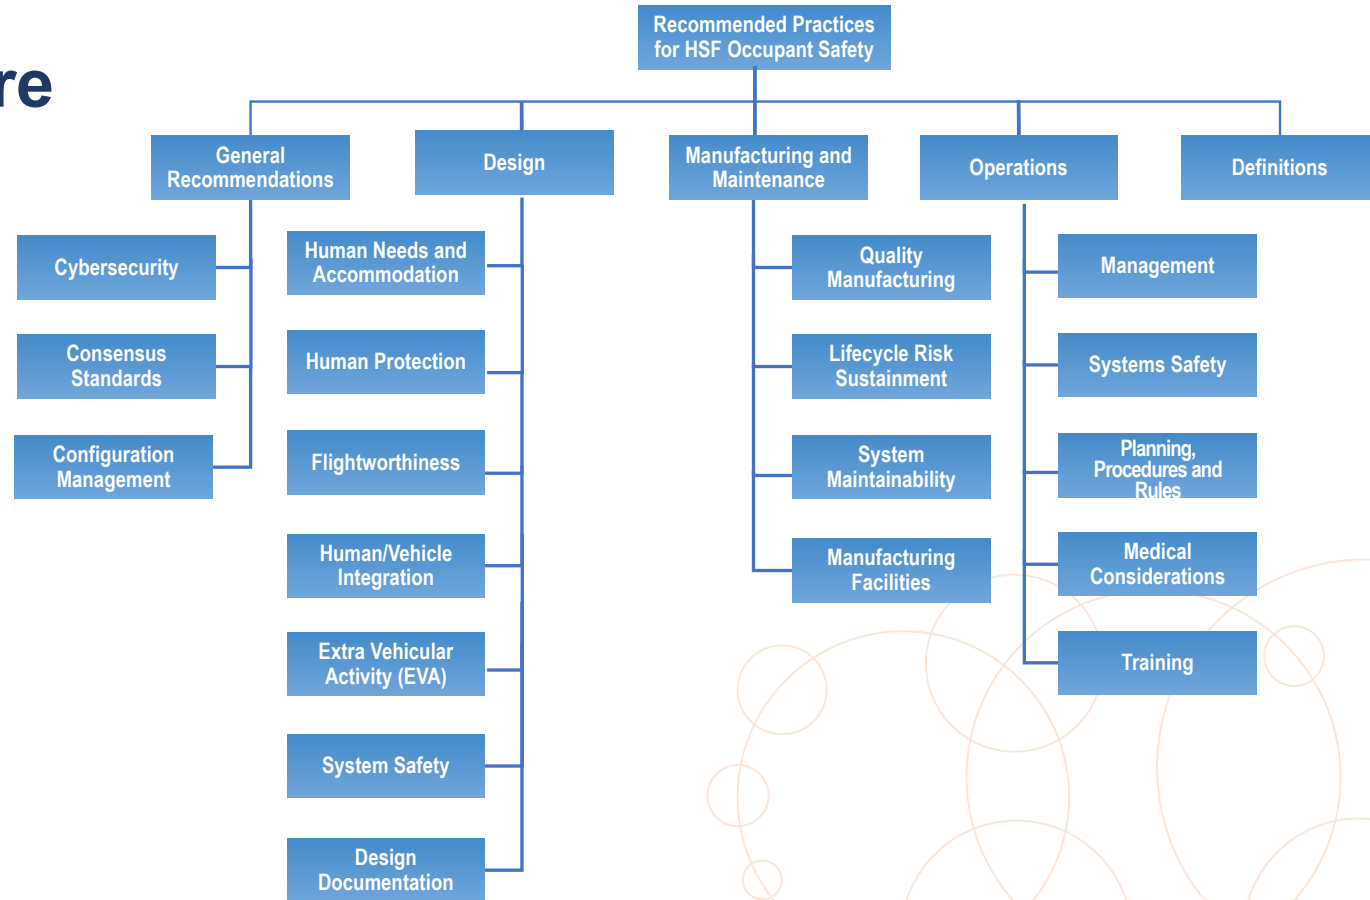 re
Recommended Practices
for HSF Occupant Safety
General
Recommendations
Design
Manufacturing and
Maintenance
Operations
Definitions
Cybersecurity
Consensus
Standards
Configuration
Management
Human Needs and
Accommodation
Human Protection
Flightworthiness
Human/Vehicle
Integration
Extra Vehicular
Activity (EVA)
System Safety
Design
Documentation
Quality
Manufacturing
Lifecycle Risk
Sustainment
System
Maintainability
Manufacturing
Facilities
Management
Systems Safety
Planning,
Procedures and
Rules
Medical
Considerations
Training